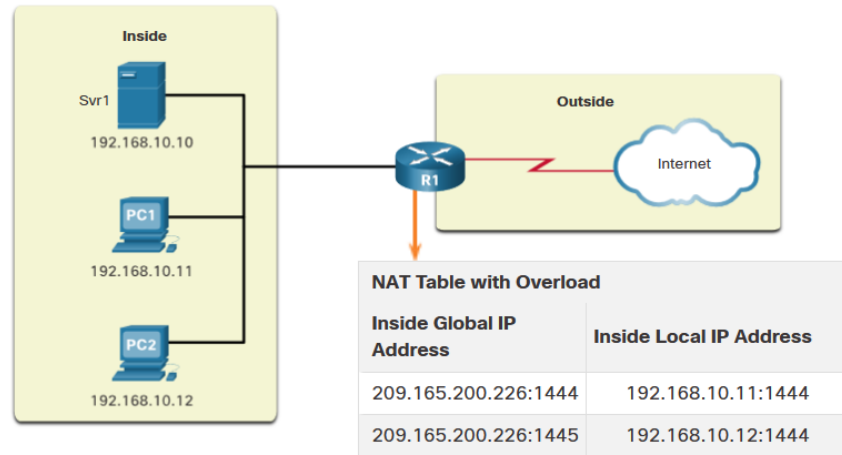 Inside
Svr1
192.168.10.10
PC1
192.168.10.11
PC2
192.168.10.12
R1
Outside
Internet
NAT Table with Overload
Inside Global IP
Address
Inside Local IP Address
209.165.200.226:1444 192.168.10.11:1444
209.165.200.226:1445 192.168.10.12:1444